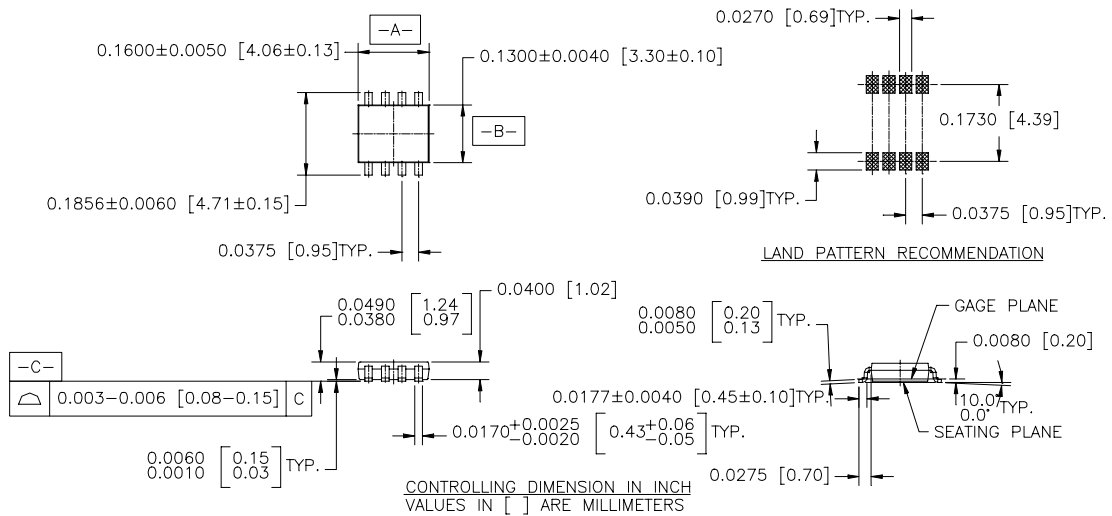 -A-
0.1600±0.0050 [4.06±0.13]
0.1300±0.0040 [3.30±0.10]
-B-
0.1856±0.0060 [4.71±0.15]
0.0375 [0.95]TYP.
0.0270 [0.69]TYP.
0.1730 [4.39]
0.0390 [0.99]TYP.
0.0375 [0.95]TYP.
LAND PATTERN RECOMMENDATION
0.0490 [1.24
0.0380 0.97]
0.0400 [1.02]
-C-
0.003-0.006 [0.08-0.15] C
0.0060 [0.15
0.0010 0.03] TYP.
0.0170+0.0025 -0.0020 [0.43+0.06 -0.05] TYP.
0.0080 [0.20
0.0050 0.13] TYP.
GAGE PLANE
0.0080 [0.20]
0.0177±0.0040 [0.45±0.10]TYP.
10.0°
0.0° TYP.
SEATING PLANE
0.0275 [0.70]
CONTROLLING DIMENSION IN INCH
VALUES IN [ ] ARE MILLIMETERS